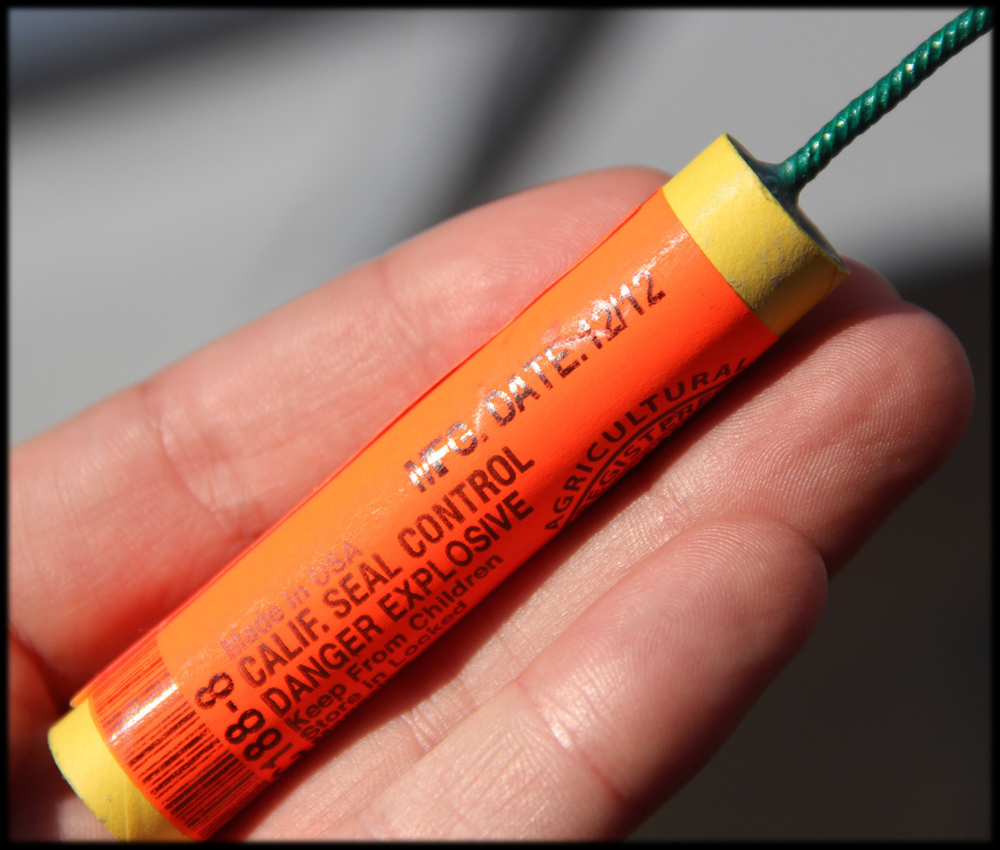 MFG. DATE: 12/12
Made in USA
CALIF. SEAL CONTROL
DANGER EXPLOSIVE
Keep From Children
Store in Locked
AGRICULTURAL
REGISTERE
188-8